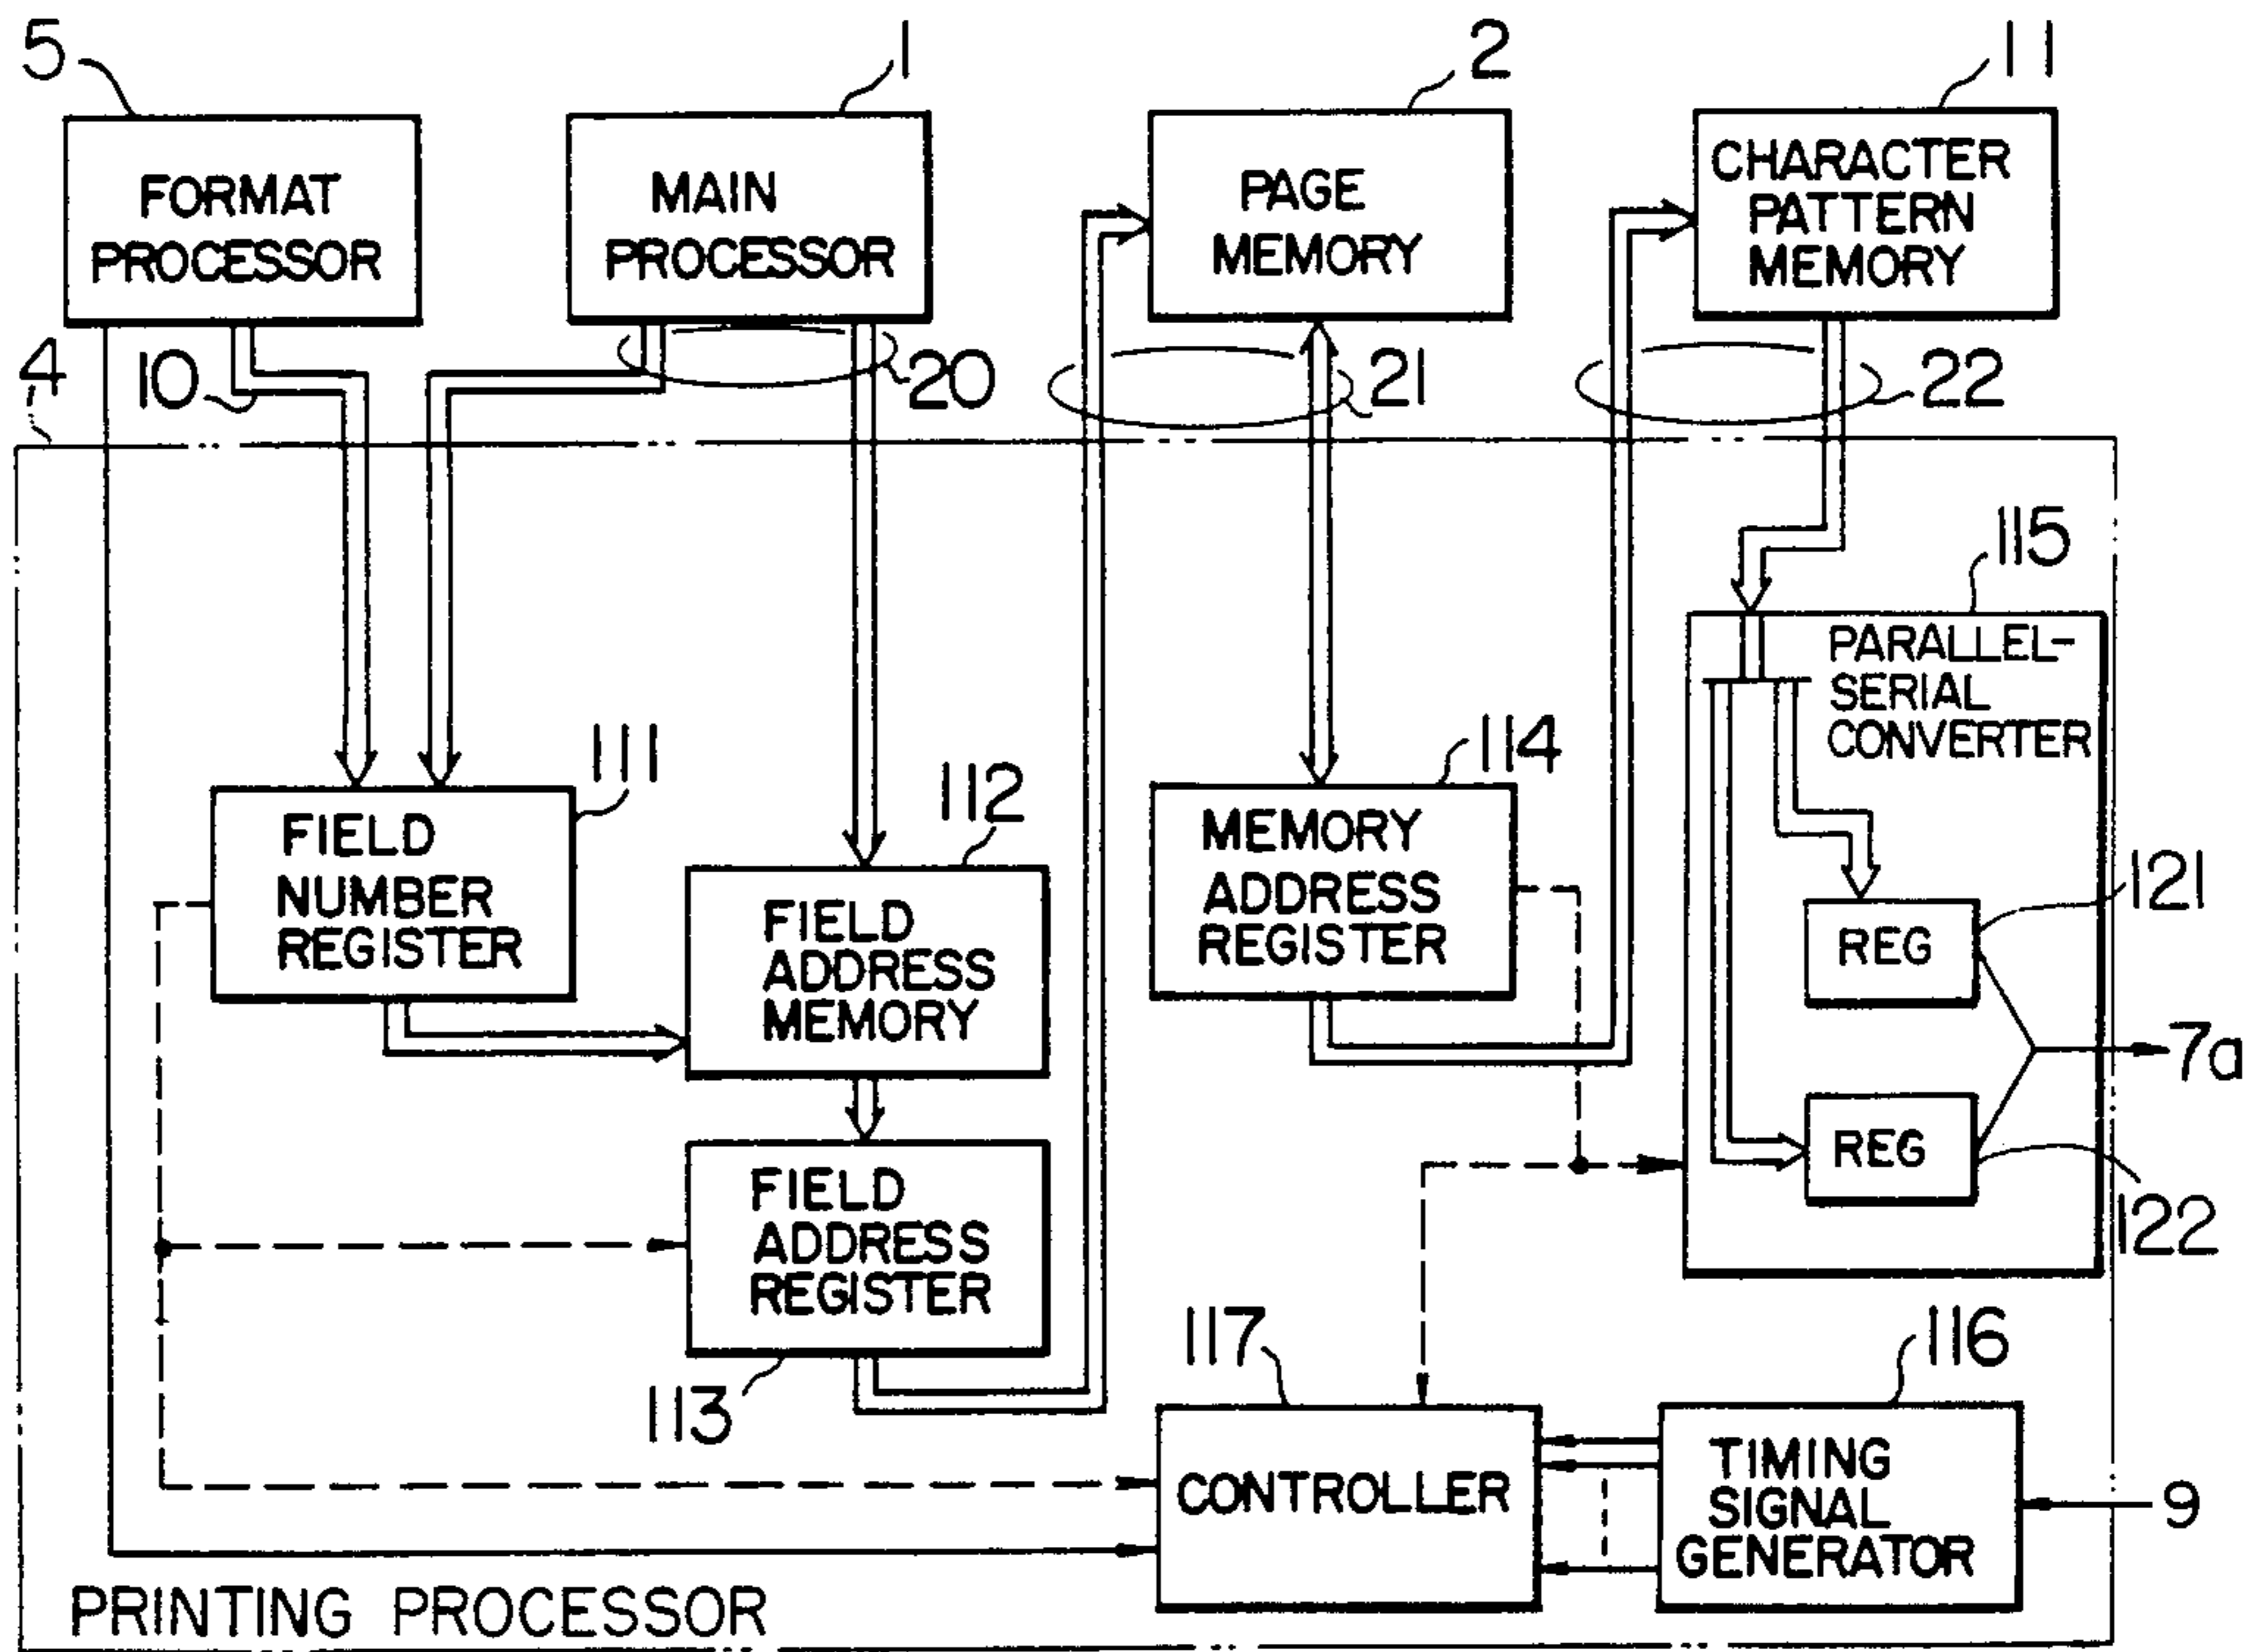 5
1
2
11
FORMAT
PROCESSOR
MAIN
PROCESSOR
PAGE
MEMORY
CHARACTER
PATTERN
MEMORY
4
10
20
21
22
115
PARALLEL-
SERIAL
CONVERTER
111
112
114
FIELD
NUMBER
REGISTER
FIELD
ADDRESS
MEMORY
MEMORY
ADDRESS
REGISTER
121
REG
7a
REG
122
FIELD
ADDRESS
REGISTER
113
117
116
CONTROLLER
TIMING
SIGNAL
GENERATOR
9
PRINTING PROCESSOR